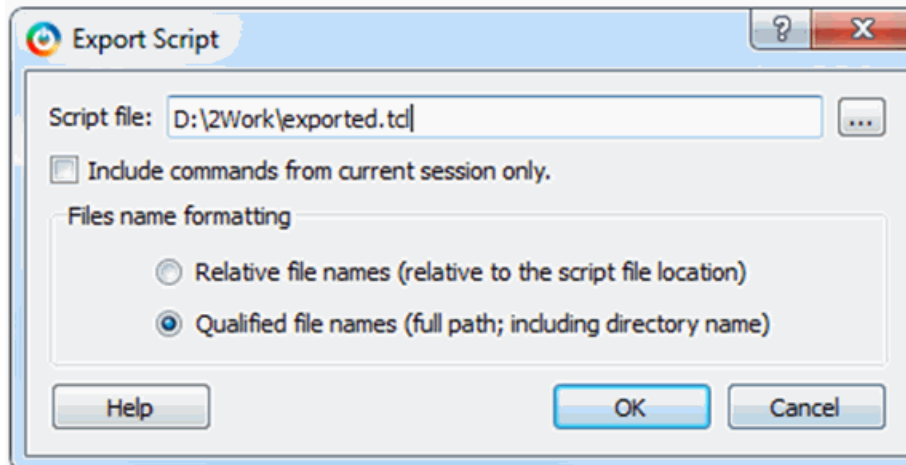 Export Script
?
X
Script file: D:\2Work\exported.tcl
...
Include commands from current session only.
Files name formatting
Relative file names (relative to the script file location)
Qualified file names (full path; including directory name)
Help OK Cancel